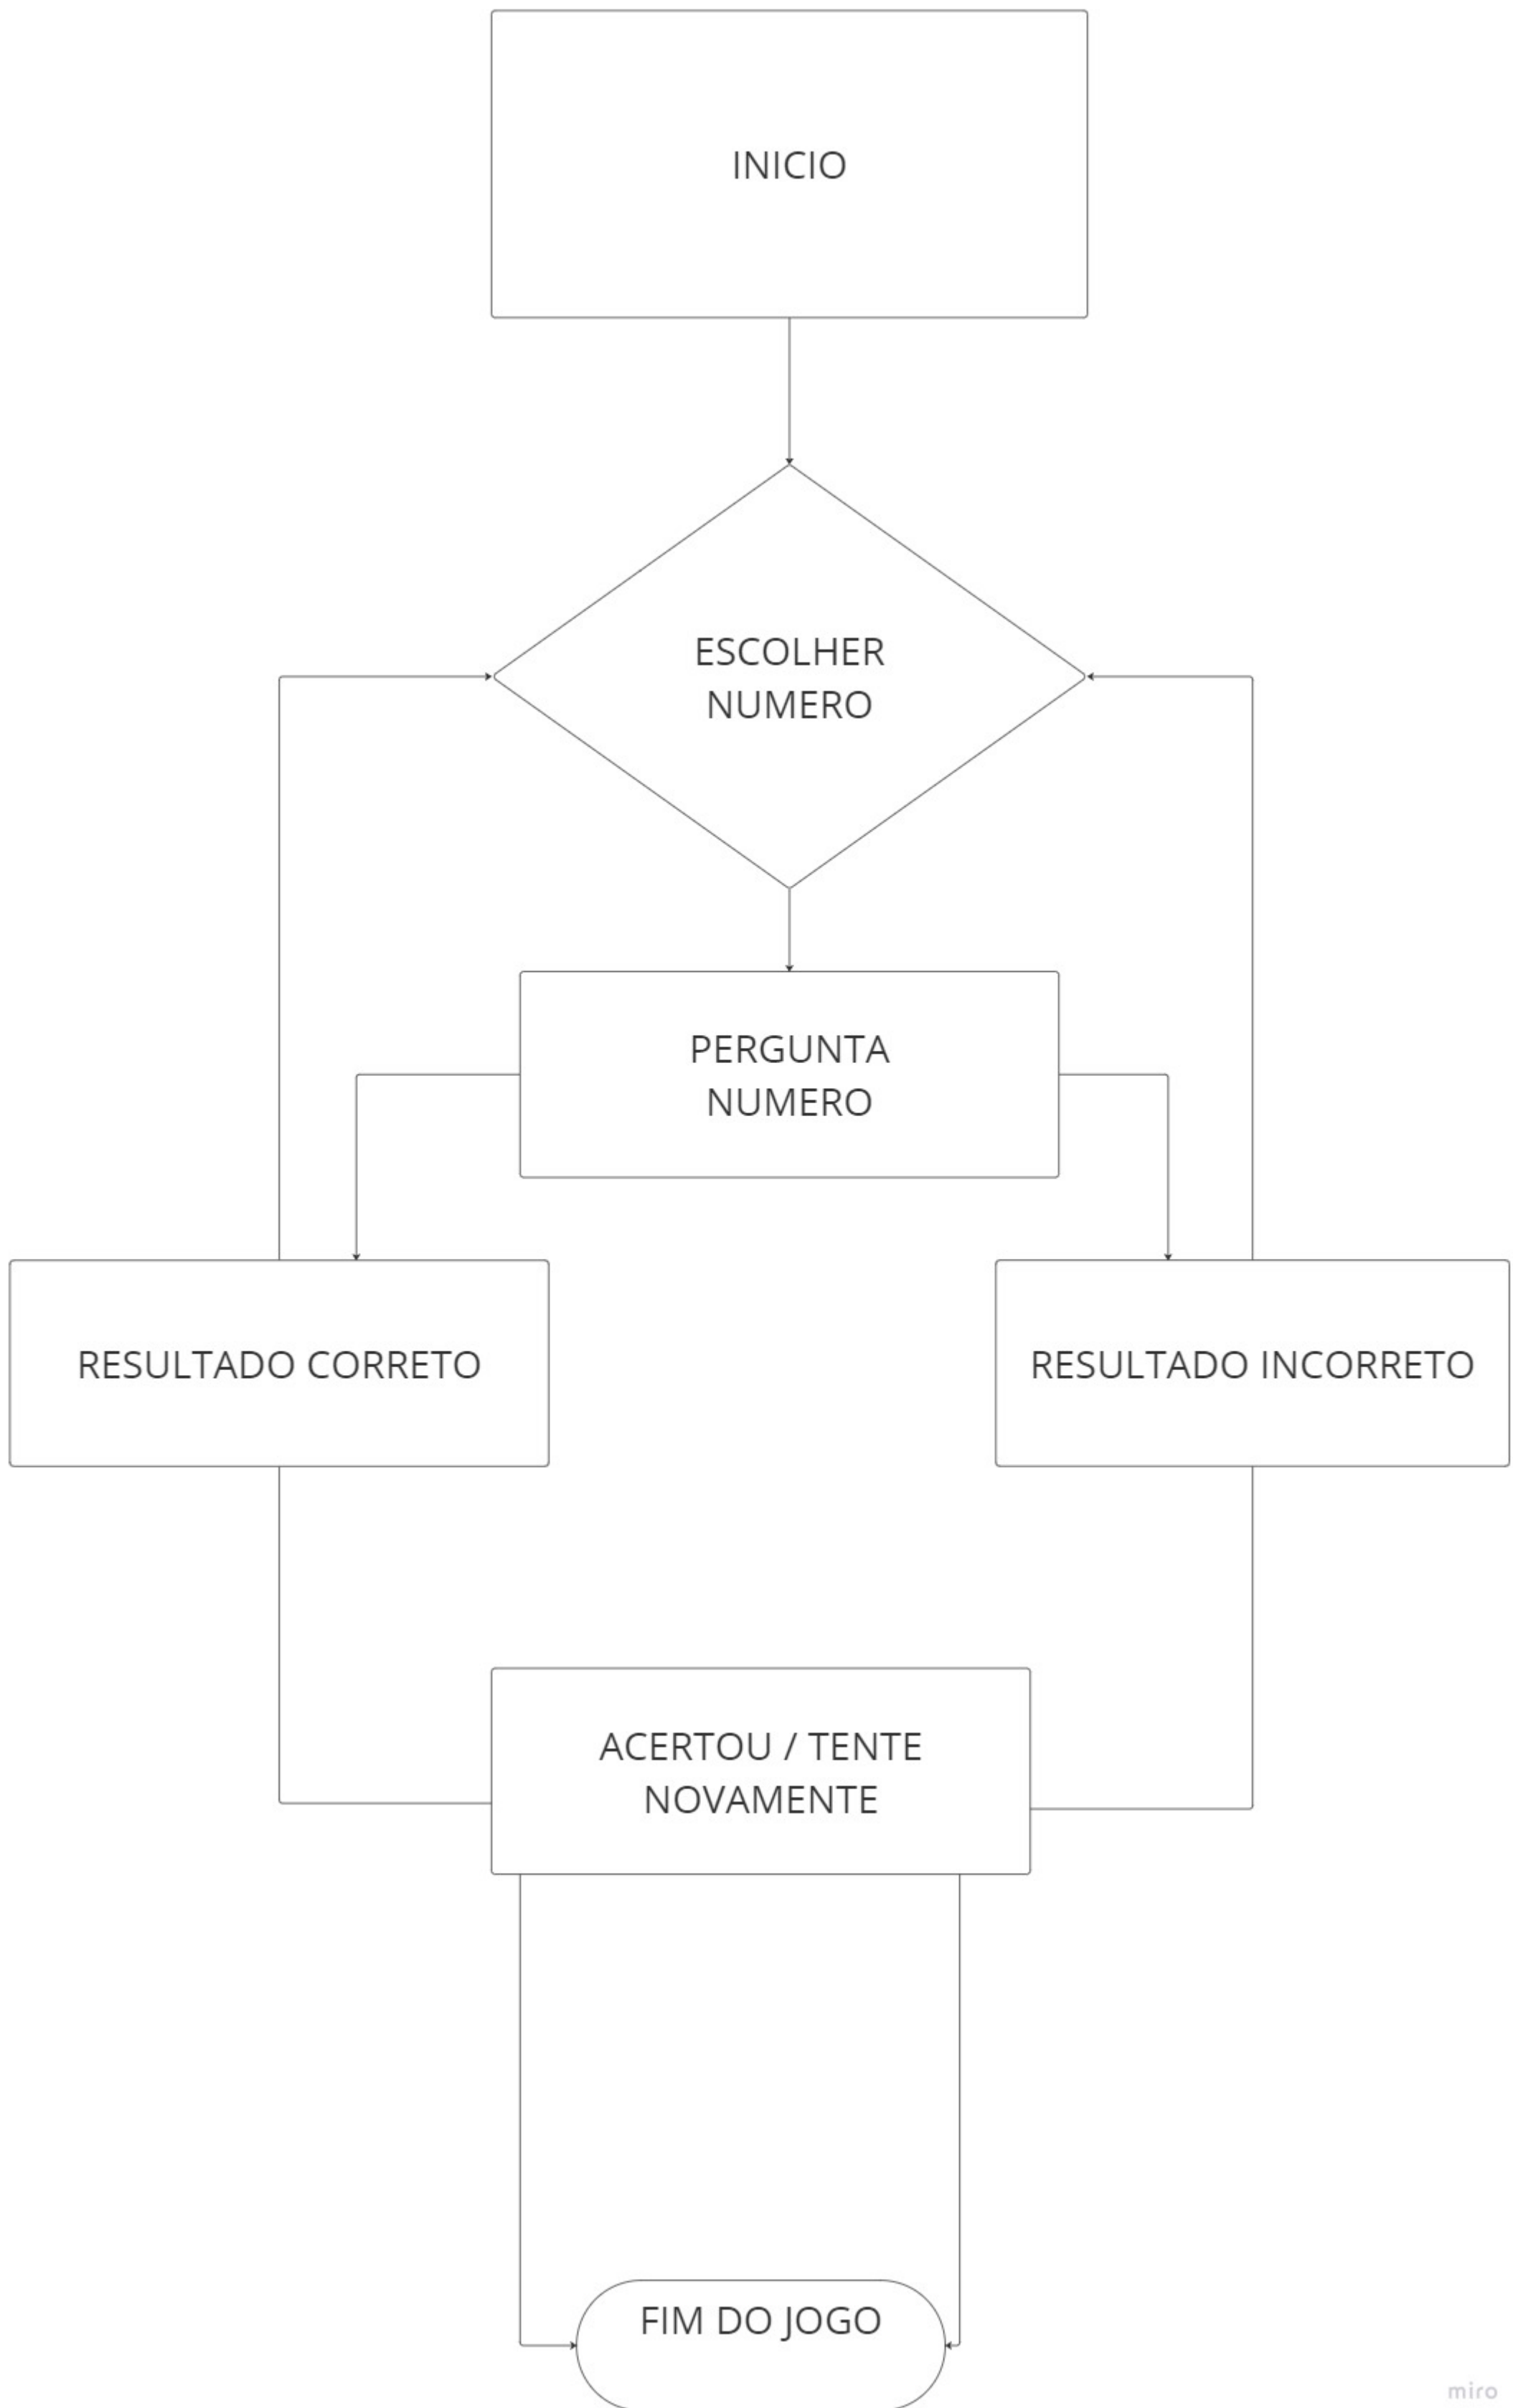 INICIO
ESCOLHER
NUMERO
PERGUNTA
NUMERO
RESULTADO CORRETO
RESULTADO INCORRETO
ACERTOU / TENTE
NOVAMENTE
FIM DO JOGO
miro